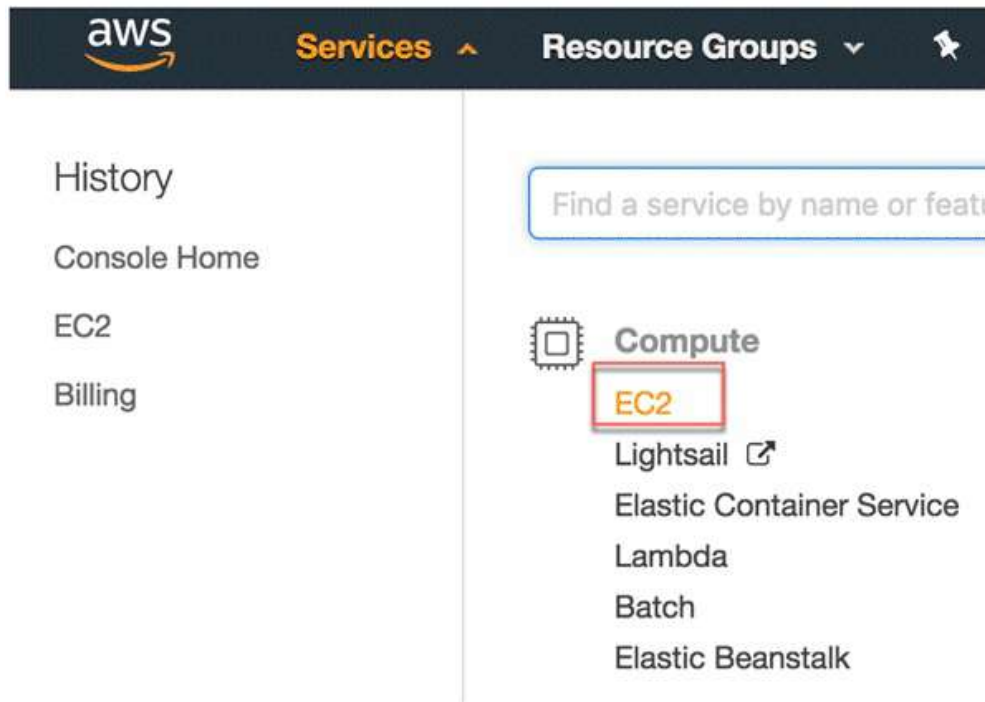 aws Services Resource Groups
History
Console Home
EC2
Billing
Find a service by name or featu
Compute
EC2
Lightsail
Elastic Container Service
Lambda
Batch
Elastic Beanstalk